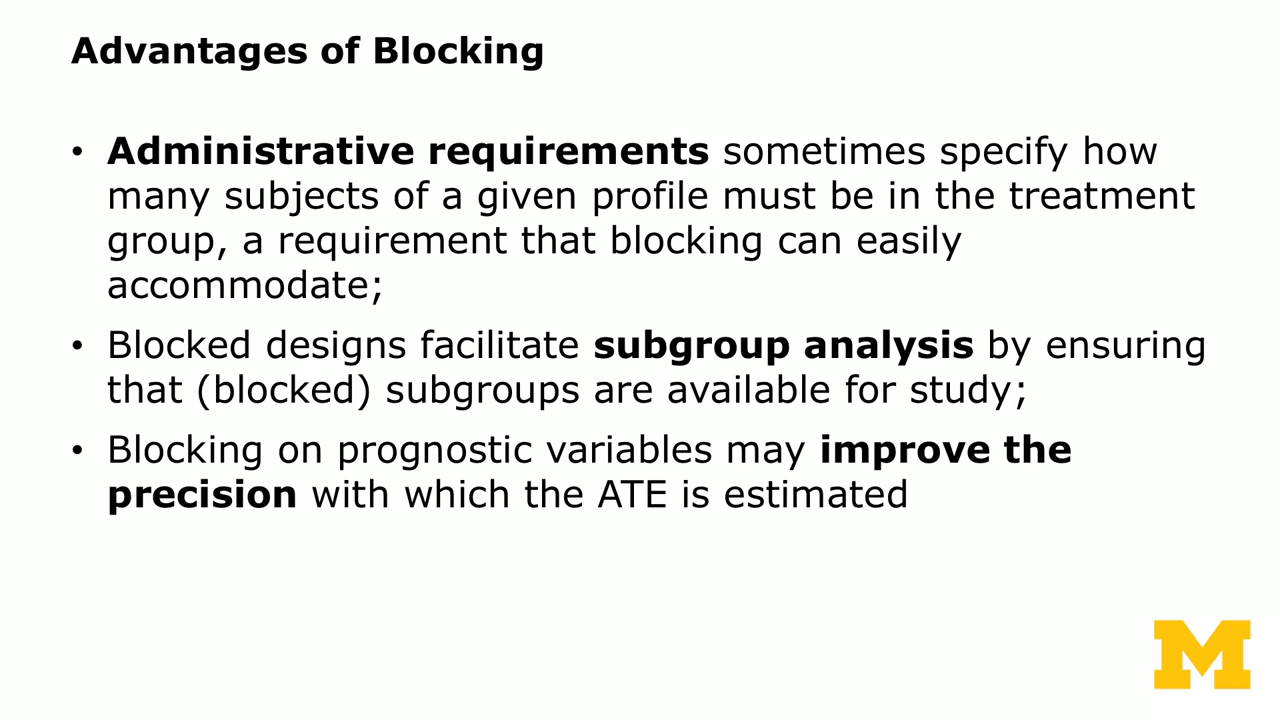 Advantages of Blocking
• Administrative requirements sometimes specify how
many subjects of a given profile must be in the treatment
group, a requirement that blocking can easily
accommodate;
• Blocked designs facilitate subgroup analysis by ensuring
that (blocked) subgroups are available for study;
• Blocking on prognostic variables may improve the
precision with which the ATE is estimated
M